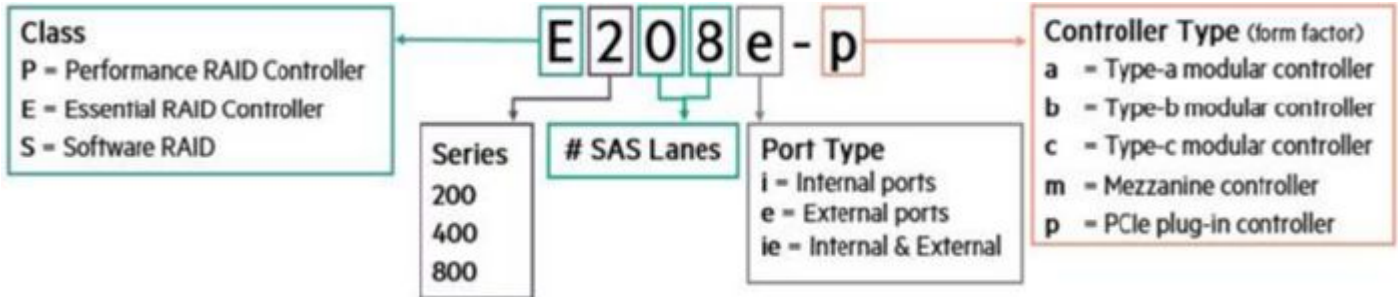 E208e-p
Class
P = Performance RAID Controller
E = Essential RAID Controller
S = Software RAID
Series
200
400
800
# SAS Lanes
Port Type
i = Internal ports
e = External ports
ie = Internal & External
Controller Type (form factor)
a = Type-a modular controller
b = Type-b modular controller
c = Type-c modular controller
m = Mezzanine controller
p = PCIe plug-in controller